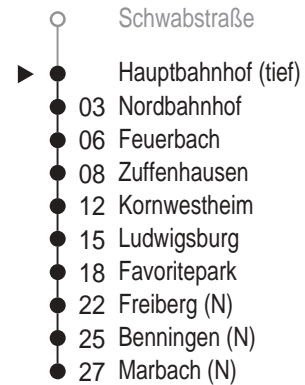 Schwabstraße
Hauptbahnhof (tief)
03 Nordbahnhof
06 Feuerbach
08 Zuffenhausen
12 Kornwestheim
15 Ludwigsburg
18 Favoritepark
22 Freiberg (N)
25 Benningen (N)
27 Marbach (N)